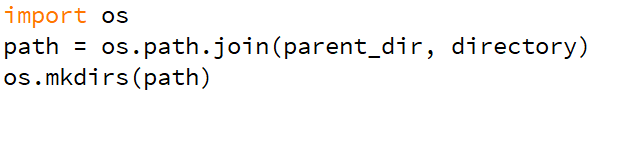 import os
path = os.path.join(parent_dir, directory)
os.mkdirs(path)